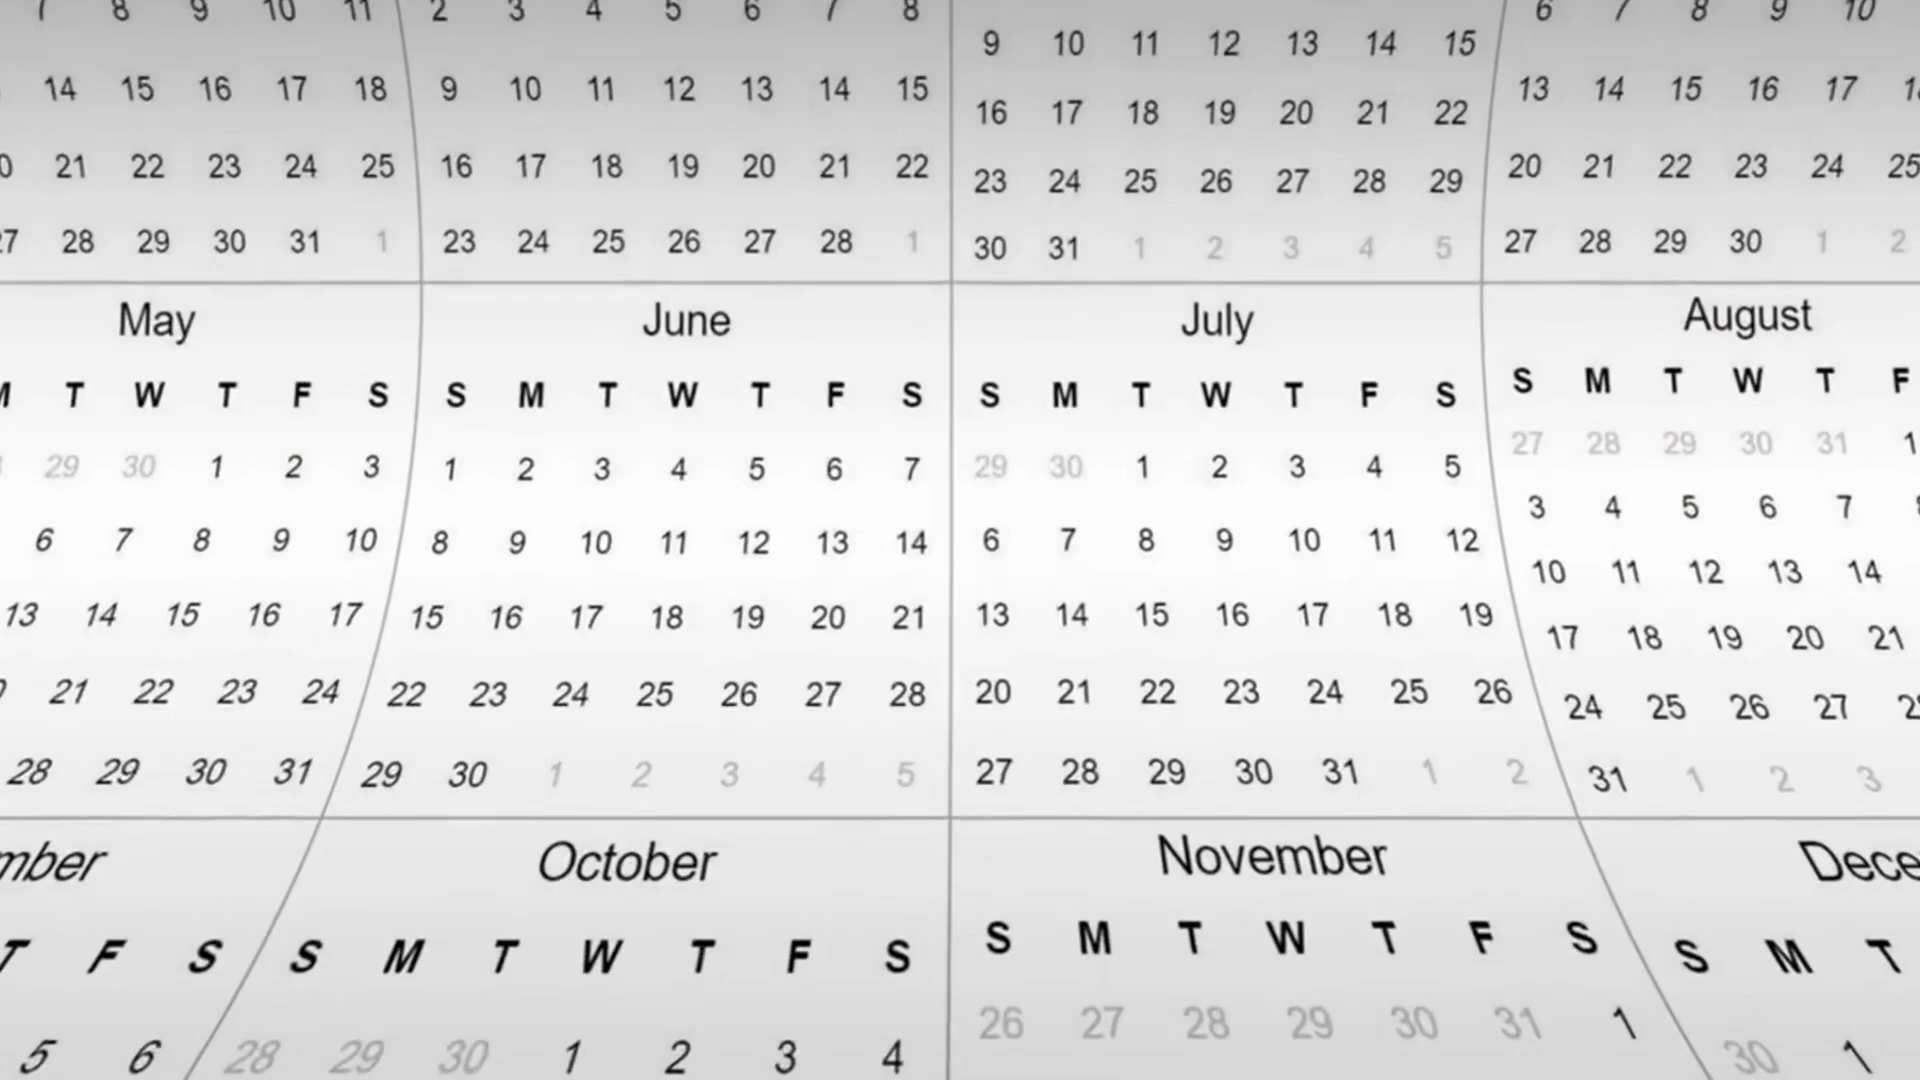 7 8 9 10 11
14 15 16 17 18
21 22 23 24 25
27 28 29 30 31 1
2 3 4 5 6 7 8
9 10 11 12 13 14 15
16 17 18 19 20 21 22
23 24 25 26 27 28 1
9 10 11 12 13 14 15
16 17 18 19 20 21 22
23 24 25 26 27 28 29
30 31 1 2 3 4 5
6 7 8 9 10
13 14 15 16 17
20 21 22 23 24 25
27 28 29 30 1 2
May
M T W T F S
29 30 1 2 3
6 7 8 9 10
13 14 15 16 17
21 22 23 24
28 29 30 31
June
S M T W T F S
1 2 3 4 5 6 7
8 9 10 11 12 13 14
15 16 17 18 19 20 21
22 23 24 25 26 27 28
29 30 1 2 3 4 5
July
S M T W T F S
29 30 1 2 3 4 5
6 7 8 9 10 11 12
13 14 15 16 17 18 19
20 21 22 23 24 25 26
27 28 29 30 31 1 2
August
S M T W T F
27 28 29 30 31 1
3 4 5 6 7
10 11 12 13 14
17 18 19 20 21
24 25 26 27
31 1 2 3
mber
T F S
5 6
October
S M T W T F S
28 29 30 1 2 3 4
November
S M T W T F S
26 27 28 29 30 31 1
Dece
S M T
30 1